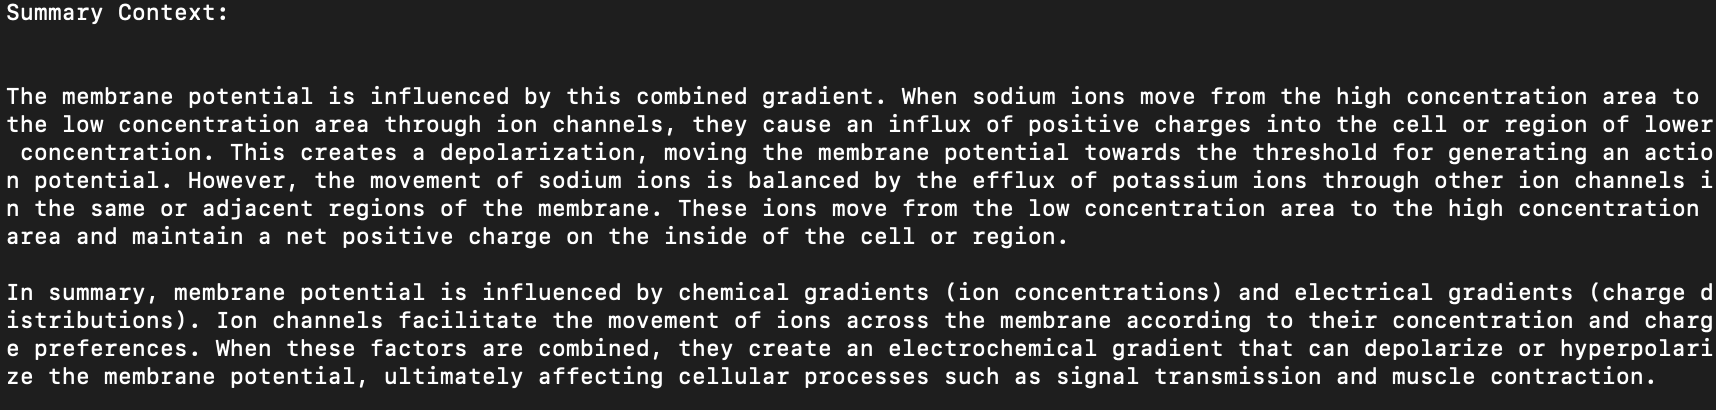 Summary Context:
The membrane potential is influenced by this combined gradient. When sodium ions move from the high concentration area to
the low concentration area through ion channels, they cause an influx of positive charges into the cell or region of lower
 concentration. This creates a depolarization, moving the membrane potential towards the threshold for generating an actio
n potential. However, the movement of sodium ions is balanced by the efflux of potassium ions through other ion channels i
n the same or adjacent regions of the membrane. These ions move from the low concentration area to the high concentration
area and maintain a net positive charge on the inside of the cell or region.
In summary, membrane potential is influenced by chemical gradients (ion concentrations) and electrical gradients (charge d
istributions). Ion channels facilitate the movement of ions across the membrane according to their concentration and charg
e preferences. When these factors are combined, they create an electrochemical gradient that can depolarize or hyperpolari
ze the membrane potential, ultimately affecting cellular processes such as signal transmission and muscle contraction.